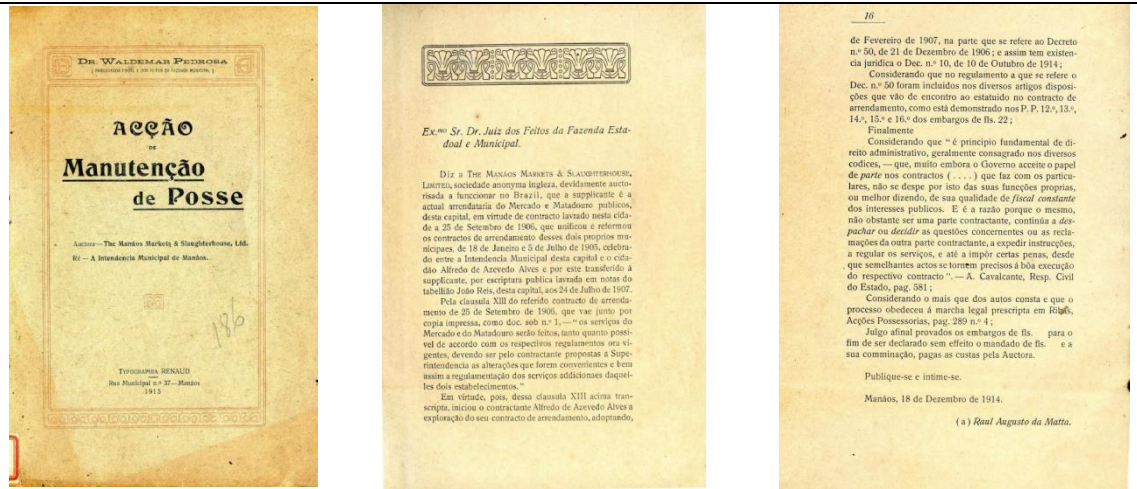 DR. WALDEMAR PEDROSA
ACÇÃO
DE
Manutenção
de Posse
Auctora—The Manáos Markets & Slaughterhouse, Ltd.
Ré — A Intendencia Municipal de Manáos.
186
TYPOGRAPHIA RENAUD
Rua Municipal n.º 37—Manáos
1915
Ex.mo Sr. Dr. Juiz dos Feitos da Fazenda Esta-
doal e Municipal.
Diz a THE MANÁOS MARKETS & SLAUGHTERHOUSE,
LIMITED, sociedade anonyma ingleza, devidamente aucto-
risada a funccionar no Brazil, que a supplicante é a
actual arrendataria do Mercado e Matadouro publicos,
desta capital, em virtude de contracto lavrado nesta cida-
de a 25 de Setembro de 1906, que unificou e reformou
os contractos de arrendamento desses dois proprios mu-
nicipaes, de 18 de Janeiro e 5 de Julho de 1905, celebra-
do entre a Intendencia Municipal desta capital e o cida-
dão Alfredo de Azevedo Alves e por este transferido á
supplicante, por escriptura publica lavrada em notas do
tabellião João Reis, desta capital, aos 24 de Julho de 1907.
Pela clausula XIII do referido contracto de arrenda-
mento de 25 de Setembro de 1906, que vae junto por
copia impressa, como doc. sob n.º 1,—“os serviços do
Mercado e do Matadouro serão feitos, tanto quanto possi-
vel de accordo com os respectivos regulamentos ora vi-
gentes, devendo ser pelo contractante propostas á Supe-
rintendencia as alterações que forem convenientes e bem
assim a regulamentação dos serviços addicionaes daquel-
les dois estabelecimentos.”
Em virtude, pois, dessa clausula XIII acima tran-
scripta, iniciou o contractante Alfredo de Azevedo Alves a
exploração do seu contracto de arrendamento, adoptando,
16
de Fevereiro de 1907, na parte que se refere ao Decreto
n.º 50, de 21 de Dezembro de 1906; e assim tem existen-
cia juridica o Dec. n.º 10, de 10 de Outubro de 1914;
Considerando que no regulamento a que se refere o
Dec. n.º 50 foram incluidos nos diversos artigos disposi-
ções que vão de encontro ao estatuido no contracto de
arrendamento, como está demonstrado nos P. P. 12.º, 13.º,
14.º, 15.º e 16.º dos embargos de fls. 22;
Finalmente
Considerando que “é principio fundamental de di-
reito administrativo, geralmente consagrado nos diversos
codices, — que, muito embora o Governo acceite o papel
de parte nos contractos (....) que faz com os particu-
lares, não se despe por isto das suas funcções proprias,
ou melhor dizendo, de sua qualidade de fiscal constante
dos interesses publicos. E é a razão porque o mesmo,
não obstante ser uma parte contractante, continúa a des-
pachar ou decidir as questões concernentes ou as recla-
mações da outra parte contractante, a expedir instrucções,
a regular os serviços, e até a impôr certas penas, desde
que semelhantes actos se tornem precisos á bôa execução
do respectivo contracto”. — A. Cavalcante, Resp. Civil
do Estado, pag. 581;
Considerando o mais que dos autos consta e que o
processo obedeceu á marcha legal prescripta em Ribas,
Acções Possessorias, pag. 289 n.º 4;
Julgo afinal provados os embargos de fls. para o
fim de ser declarado sem effeito o mandado de fls. e a
sua comminação, pagas as custas pela Auctora.
Publique-se e intime-se.
Manáos, 18 de Dezembro de 1914.
(a) Raul Augusto da Matta.